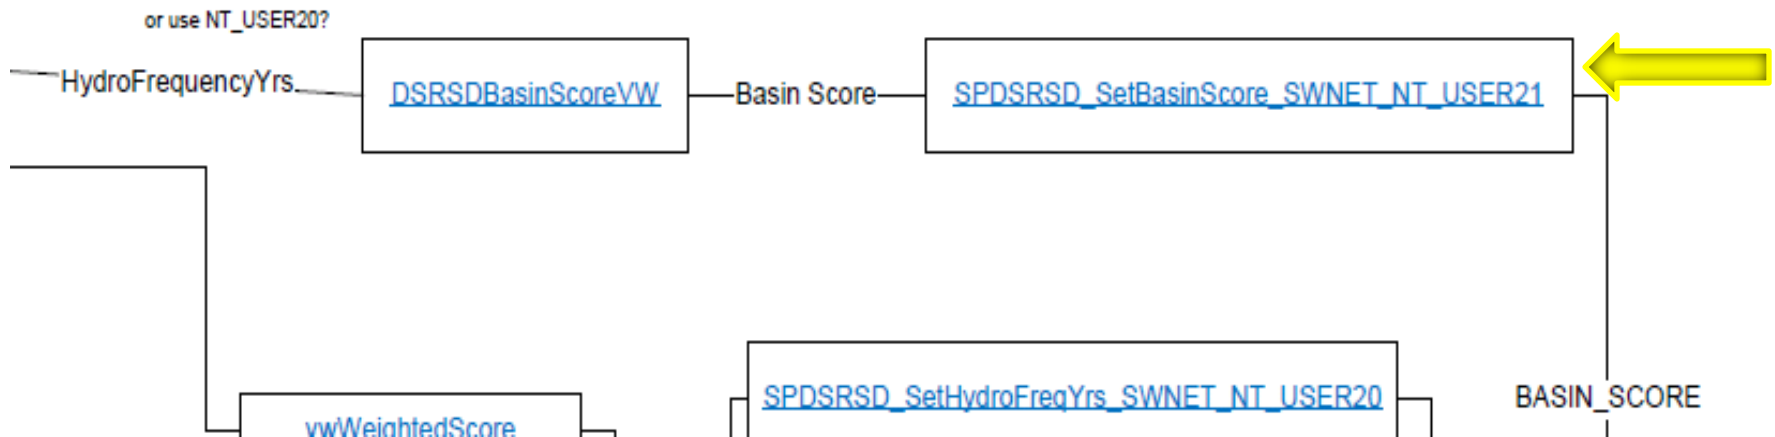 or use NT_USER20?
HydroFrequencyYrs
DSRSDBasinScoreVW
Basin Score
SPDSRSD_SetBasinScore_SWNET_NT_USER21
SPDSRSD_SetHydroFreqYrs_SWNET_NT_USER20
BASIN_SCORE
vwWeightedScore